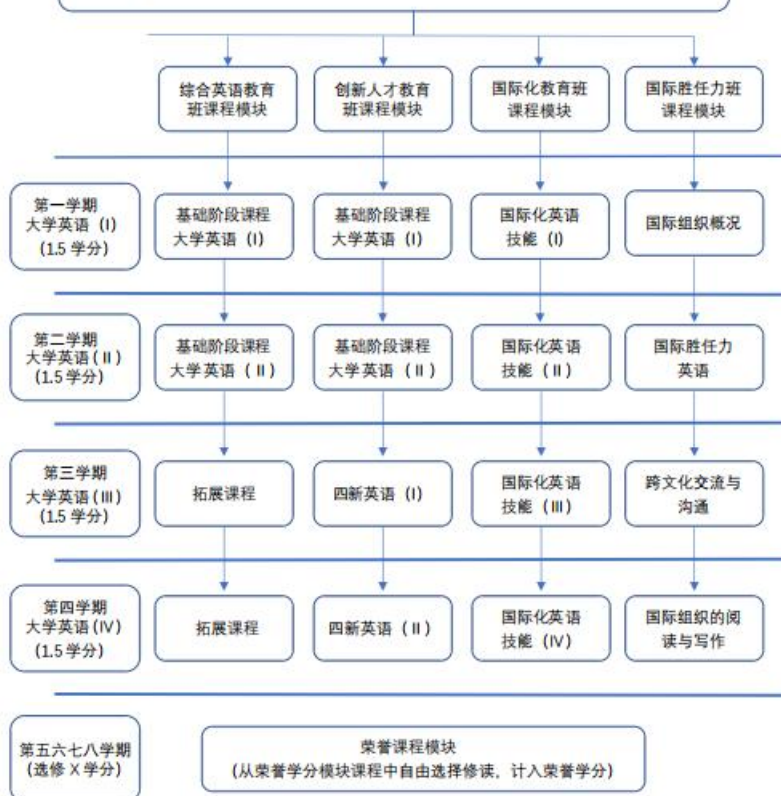 综合英语教育
班课程模块
创新人才教育
班课程模块
国际化教育班
课程模块
国际胜任力班
课程模块
第一学期
大学英语 (I)
(1.5 学分)
基础阶段课程
大学英语 (I)
基础阶段课程
大学英语 (I)
国际化英语
技能 (I)
国际组织概况
第二学期
大学英语(II)
(1.5 学分)
基础阶段课程
大学英语 (II)
基础阶段课程
大学英语 (II)
国际化英语
技能 (II)
国际胜任力
英语
第三学期
大学英语(III)
(1.5 学分)
拓展课程
四新英语 (I)
国际化英语
技能 (III)
跨文化交流与
沟通
第四学期
大学英语(IV)
(1.5 学分)
拓展课程
四新英语 (II)
国际化英语
技能 (IV)
国际组织的阅
读与写作
第五六七八学期
(选修 X 学分)
荣誉课程模块
(从荣誉学分模块课程中自由选择修读，计入荣誉学分)